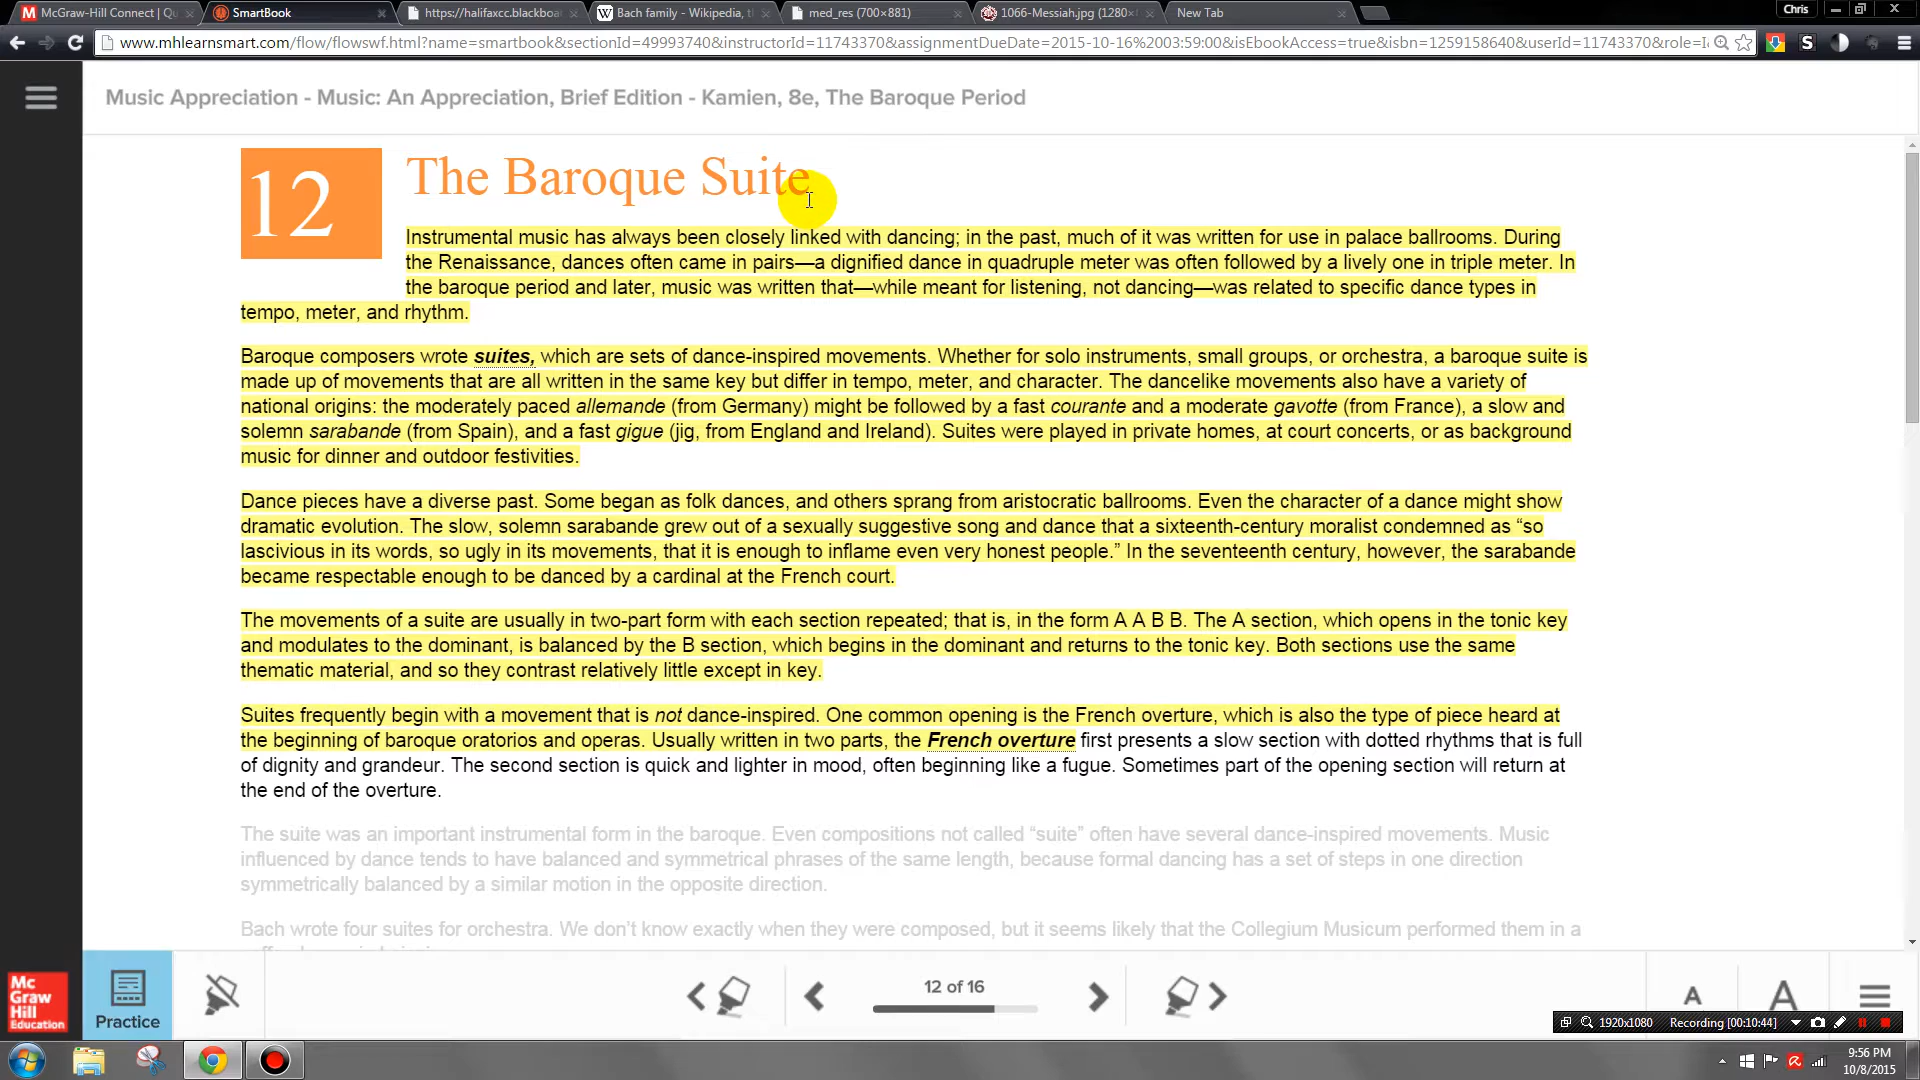 McGraw-Hill Connect | Qu
SmartBook
https://halifaxcc.blackboa
Bach family - Wikipedia, t
med_res (700×881)
1066-Messiah.jpg (1280×
New Tab
Chris
www.mhlearnsmart.com/flow/flowswf.html?name=smartbook&sectionId=49993740&instructorId=11743370&assignmentDueDate=2015-10-16%2003:59:00&isEbookAccess=true&isbn=1259158640&userId=11743370&role=I
Music Appreciation - Music: An Appreciation, Brief Edition - Kamien, 8e, The Baroque Period
12
The Baroque Suite
Instrumental music has always been closely linked with dancing; in the past, much of it was written for use in palace ballrooms. During
the Renaissance, dances often came in pairs—a dignified dance in quadruple meter was often followed by a lively one in triple meter. In
the baroque period and later, music was written that—while meant for listening, not dancing—was related to specific dance types in
tempo, meter, and rhythm.
Baroque composers wrote suites, which are sets of dance-inspired movements. Whether for solo instruments, small groups, or orchestra, a baroque suite is
made up of movements that are all written in the same key but differ in tempo, meter, and character. The dancelike movements also have a variety of
national origins: the moderately paced allemande (from Germany) might be followed by a fast courante and a moderate gavotte (from France), a slow and
solemn sarabande (from Spain), and a fast gigue (jig, from England and Ireland). Suites were played in private homes, at court concerts, or as background
music for dinner and outdoor festivities.
Dance pieces have a diverse past. Some began as folk dances, and others sprang from aristocratic ballrooms. Even the character of a dance might show
dramatic evolution. The slow, solemn sarabande grew out of a sexually suggestive song and dance that a sixteenth-century moralist condemned as “so
lascivious in its words, so ugly in its movements, that it is enough to inflame even very honest people.” In the seventeenth century, however, the sarabande
became respectable enough to be danced by a cardinal at the French court.
The movements of a suite are usually in two-part form with each section repeated; that is, in the form A A B B. The A section, which opens in the tonic key
and modulates to the dominant, is balanced by the B section, which begins in the dominant and returns to the tonic key. Both sections use the same
thematic material, and so they contrast relatively little except in key.
Suites frequently begin with a movement that is not dance-inspired. One common opening is the French overture, which is also the type of piece heard at
the beginning of baroque oratorios and operas. Usually written in two parts, the French overture first presents a slow section with dotted rhythms that is full
of dignity and grandeur. The second section is quick and lighter in mood, often beginning like a fugue. Sometimes part of the opening section will return at
the end of the overture.
The suite was an important instrumental form in the baroque. Even compositions not called “suite” often have several dance-inspired movements. Music
influenced by dance tends to have balanced and symmetrical phrases of the same length, because formal dancing has a set of steps in one direction
symmetrically balanced by a similar motion in the opposite direction.
Bach wrote four suites for orchestra. We don’t know exactly when they were composed, but it seems likely that the Collegium Musicum performed them in a
Mc
Graw
Hill
Education
Practice
12 of 16
A
A
1920x1080
Recording [00:10:44]
9:56 PM
10/8/2015